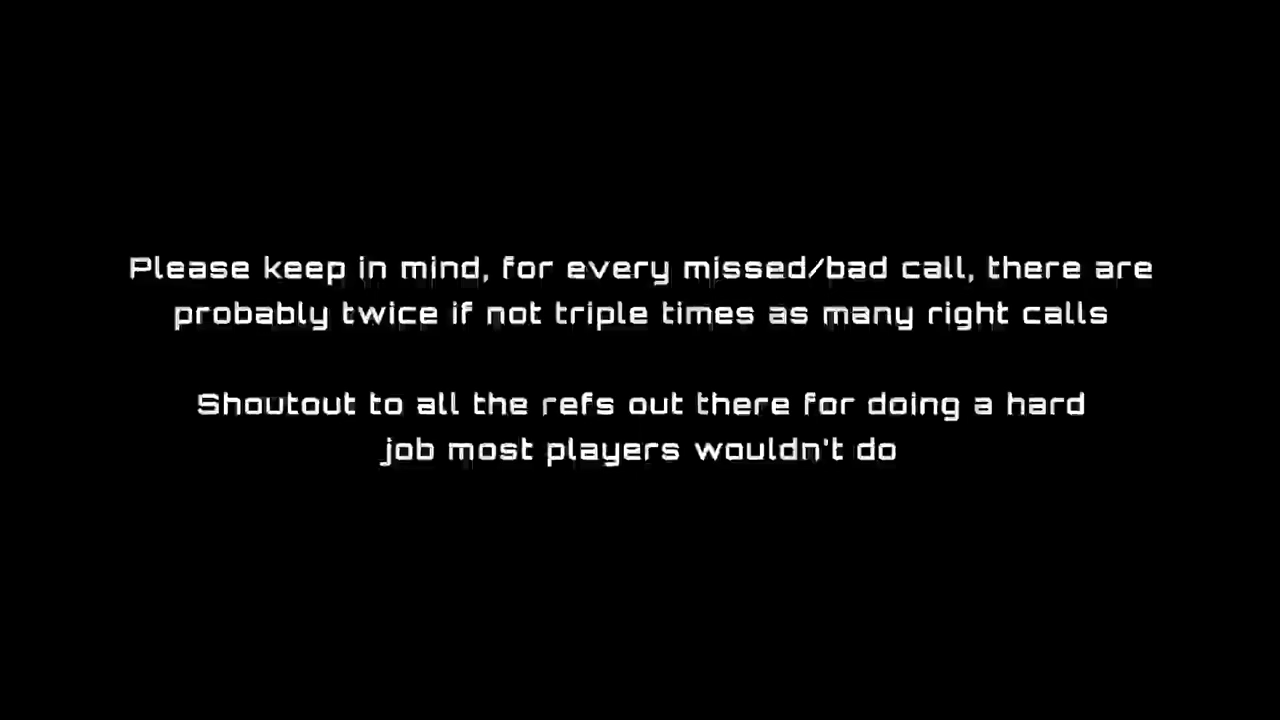 Please keep in mind, for every missed/bad call, there are
probably twice if not triple times as many right calls
Shoutout to all the refs out there for doing a hard
job most players wouldn't do